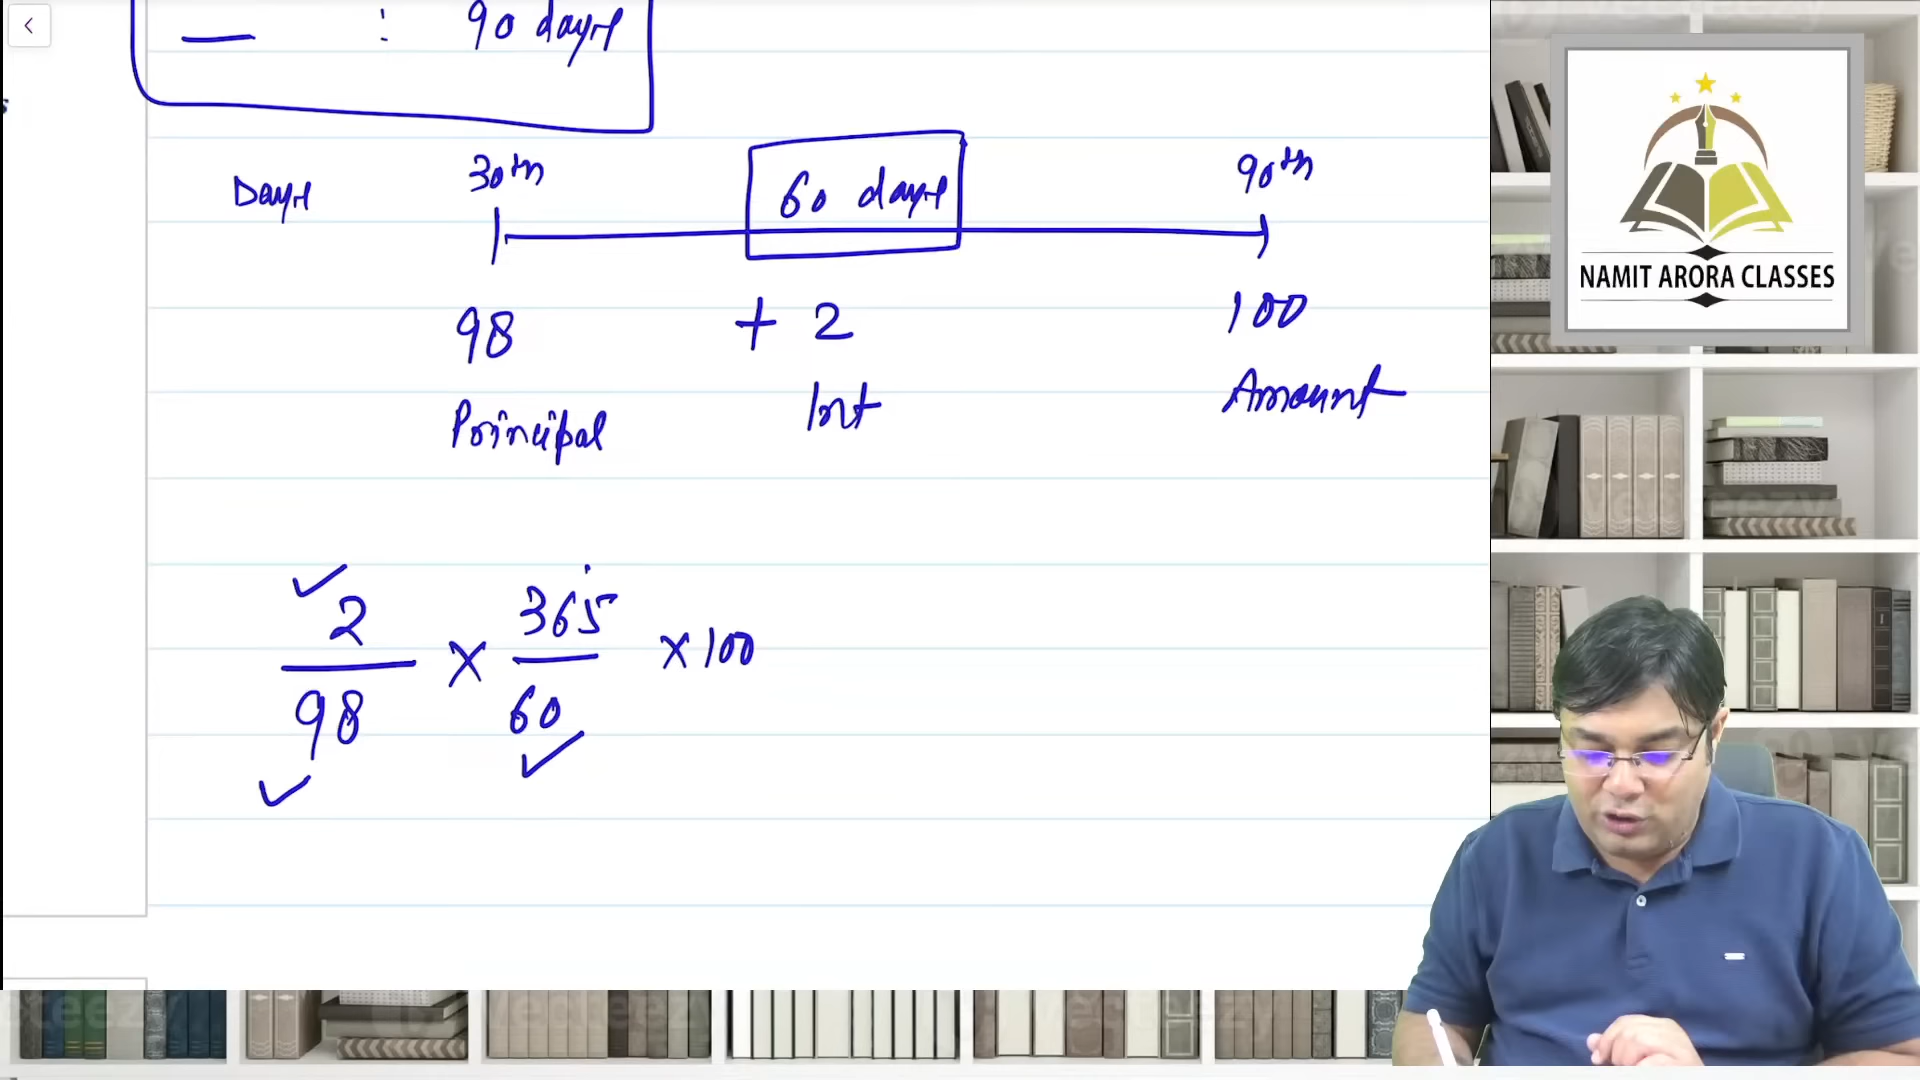 — : 90 days
Days 30th 60 days 90th
98 + 2 100
Principal Int Amount
2/98 × 365/60 × 100
NAMIT ARORA CLASSES